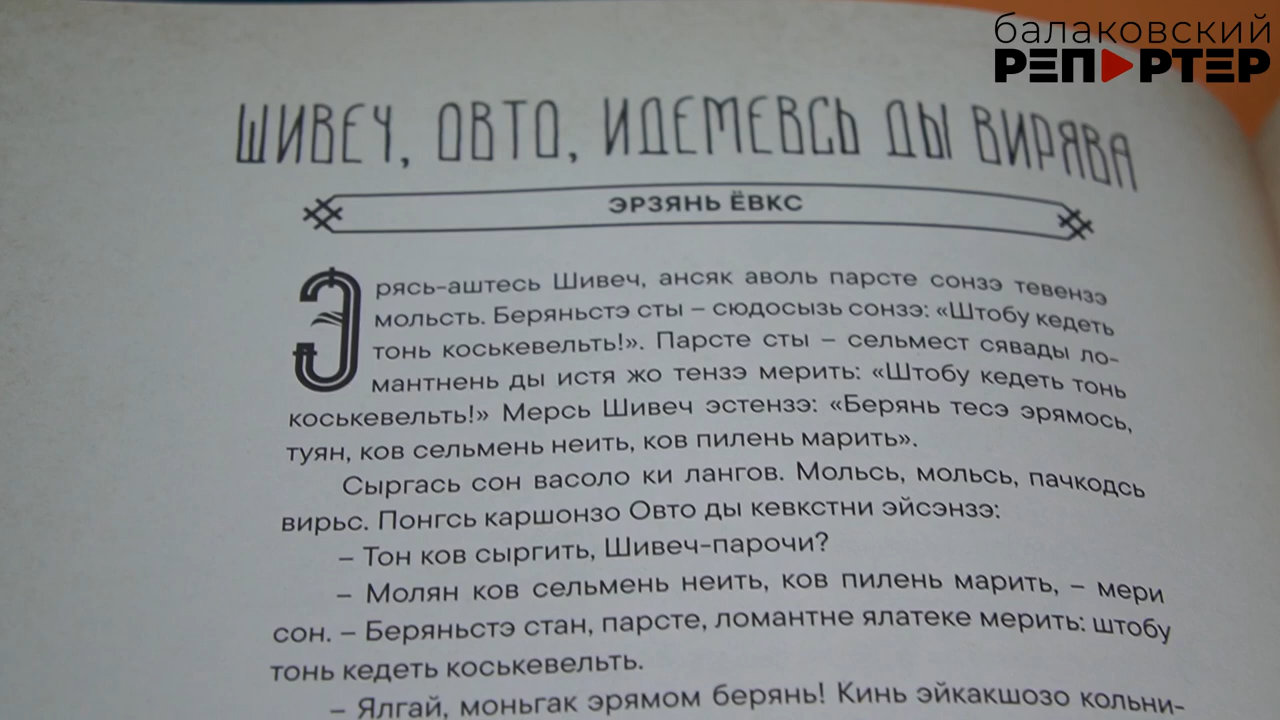 балаковский
РЕПОРТЕР
ШИВЕЧ, ОВТО, ИДЕМЕВСЬ ДЫ ВИРЯВА
ЭРЗЯНЬ ЁВКС
Эрясь-аштесь Шивеч, ансяк аволь парсте сонзэ тевензэ
мольсть. Беряньстэ сты – сюдосызь сонзэ: «Штобу кедеть
тонь коськевельть!». Парсте сты – сельмест сявады ло-
мантнень ды истя жо тензэ мерить: «Штобу кедеть тонь
коськевельть!» Мерсь Шивеч эстензэ: «Берянь тесэ эрямось,
туян, ков сельмень неить, ков пилень марить».
Сыргась сон васоло ки лангов. Мольсь, мольсь, пачкодсь
вирьс. Понгсь каршонзо Овто ды кевкстни эйсэнзэ:
– Тон ков сыргить, Шивеч-парочи?
– Молян ков сельмень неить, ков пилень марить, – мери
сон. – Беряньстэ стан, парсте, ломантне ялатеке мерить: штобу
тонь кедеть коськевельть.
– Ялгай, моньгак эрямом берянь! Кинь эйкакшозо кольни-